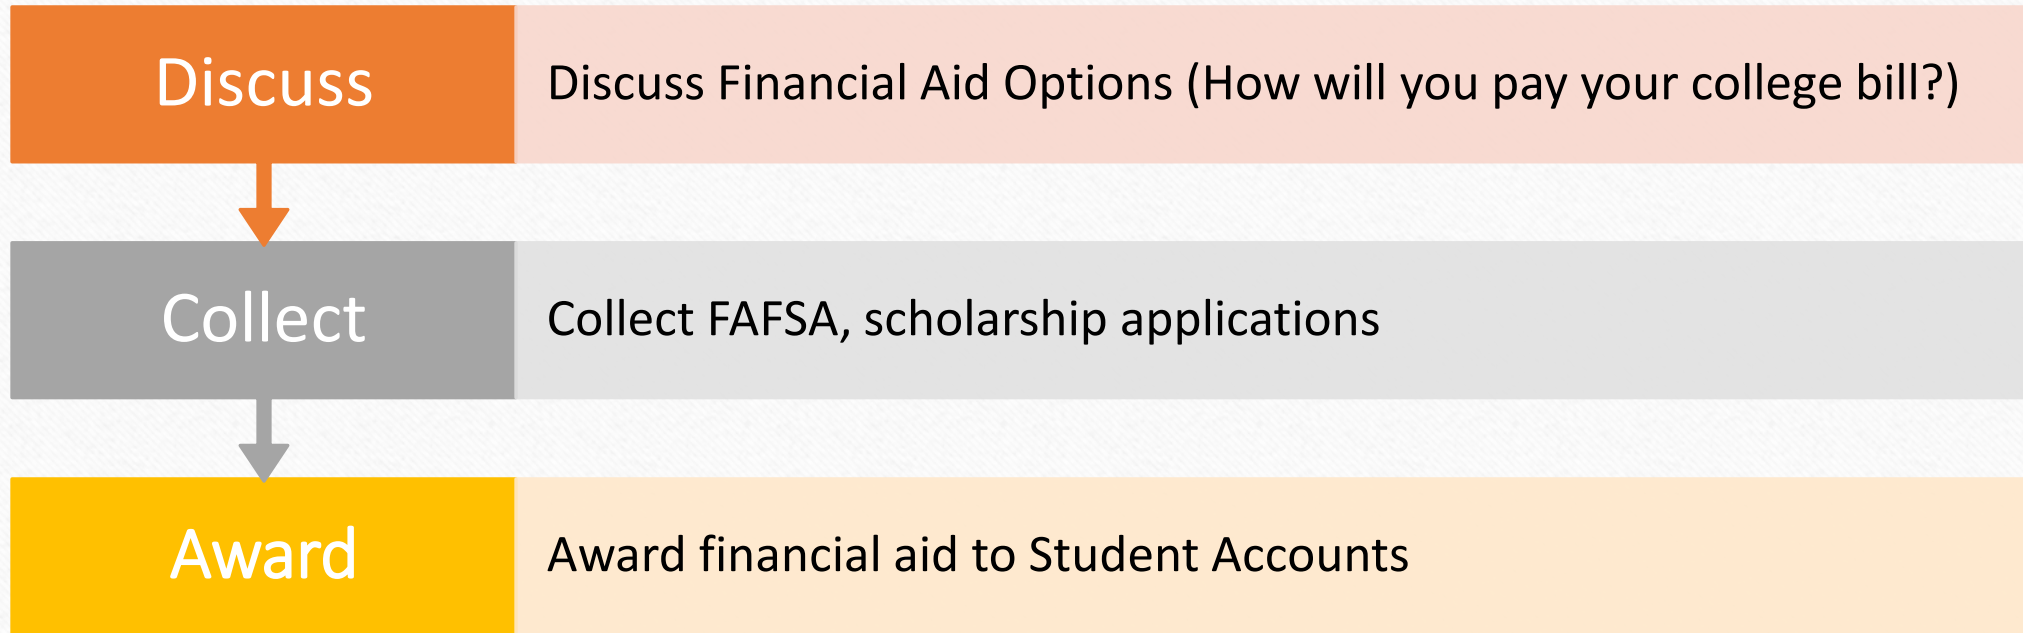 Discuss
Discuss Financial Aid Options (How will you pay your college bill?)
Collect
Collect FAFSA, scholarship applications
Award
Award financial aid to Student Accounts